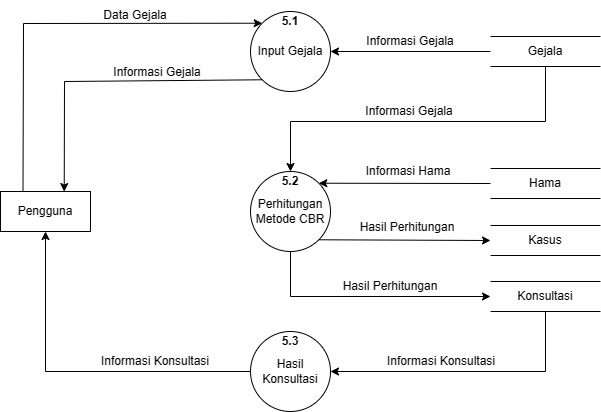 Data Gejala
5.1
Input Gejala
Informasi Gejala
Gejala
Informasi Gejala
Informasi Gejala
5.2
Perhitungan
Metode CBR
Informasi Hama
Hama
Pengguna
Hasil Perhitungan
Kasus
Hasil Perhitungan
Konsultasi
5.3
Hasil
Konsultasi
Informasi Konsultasi
Informasi Konsultasi